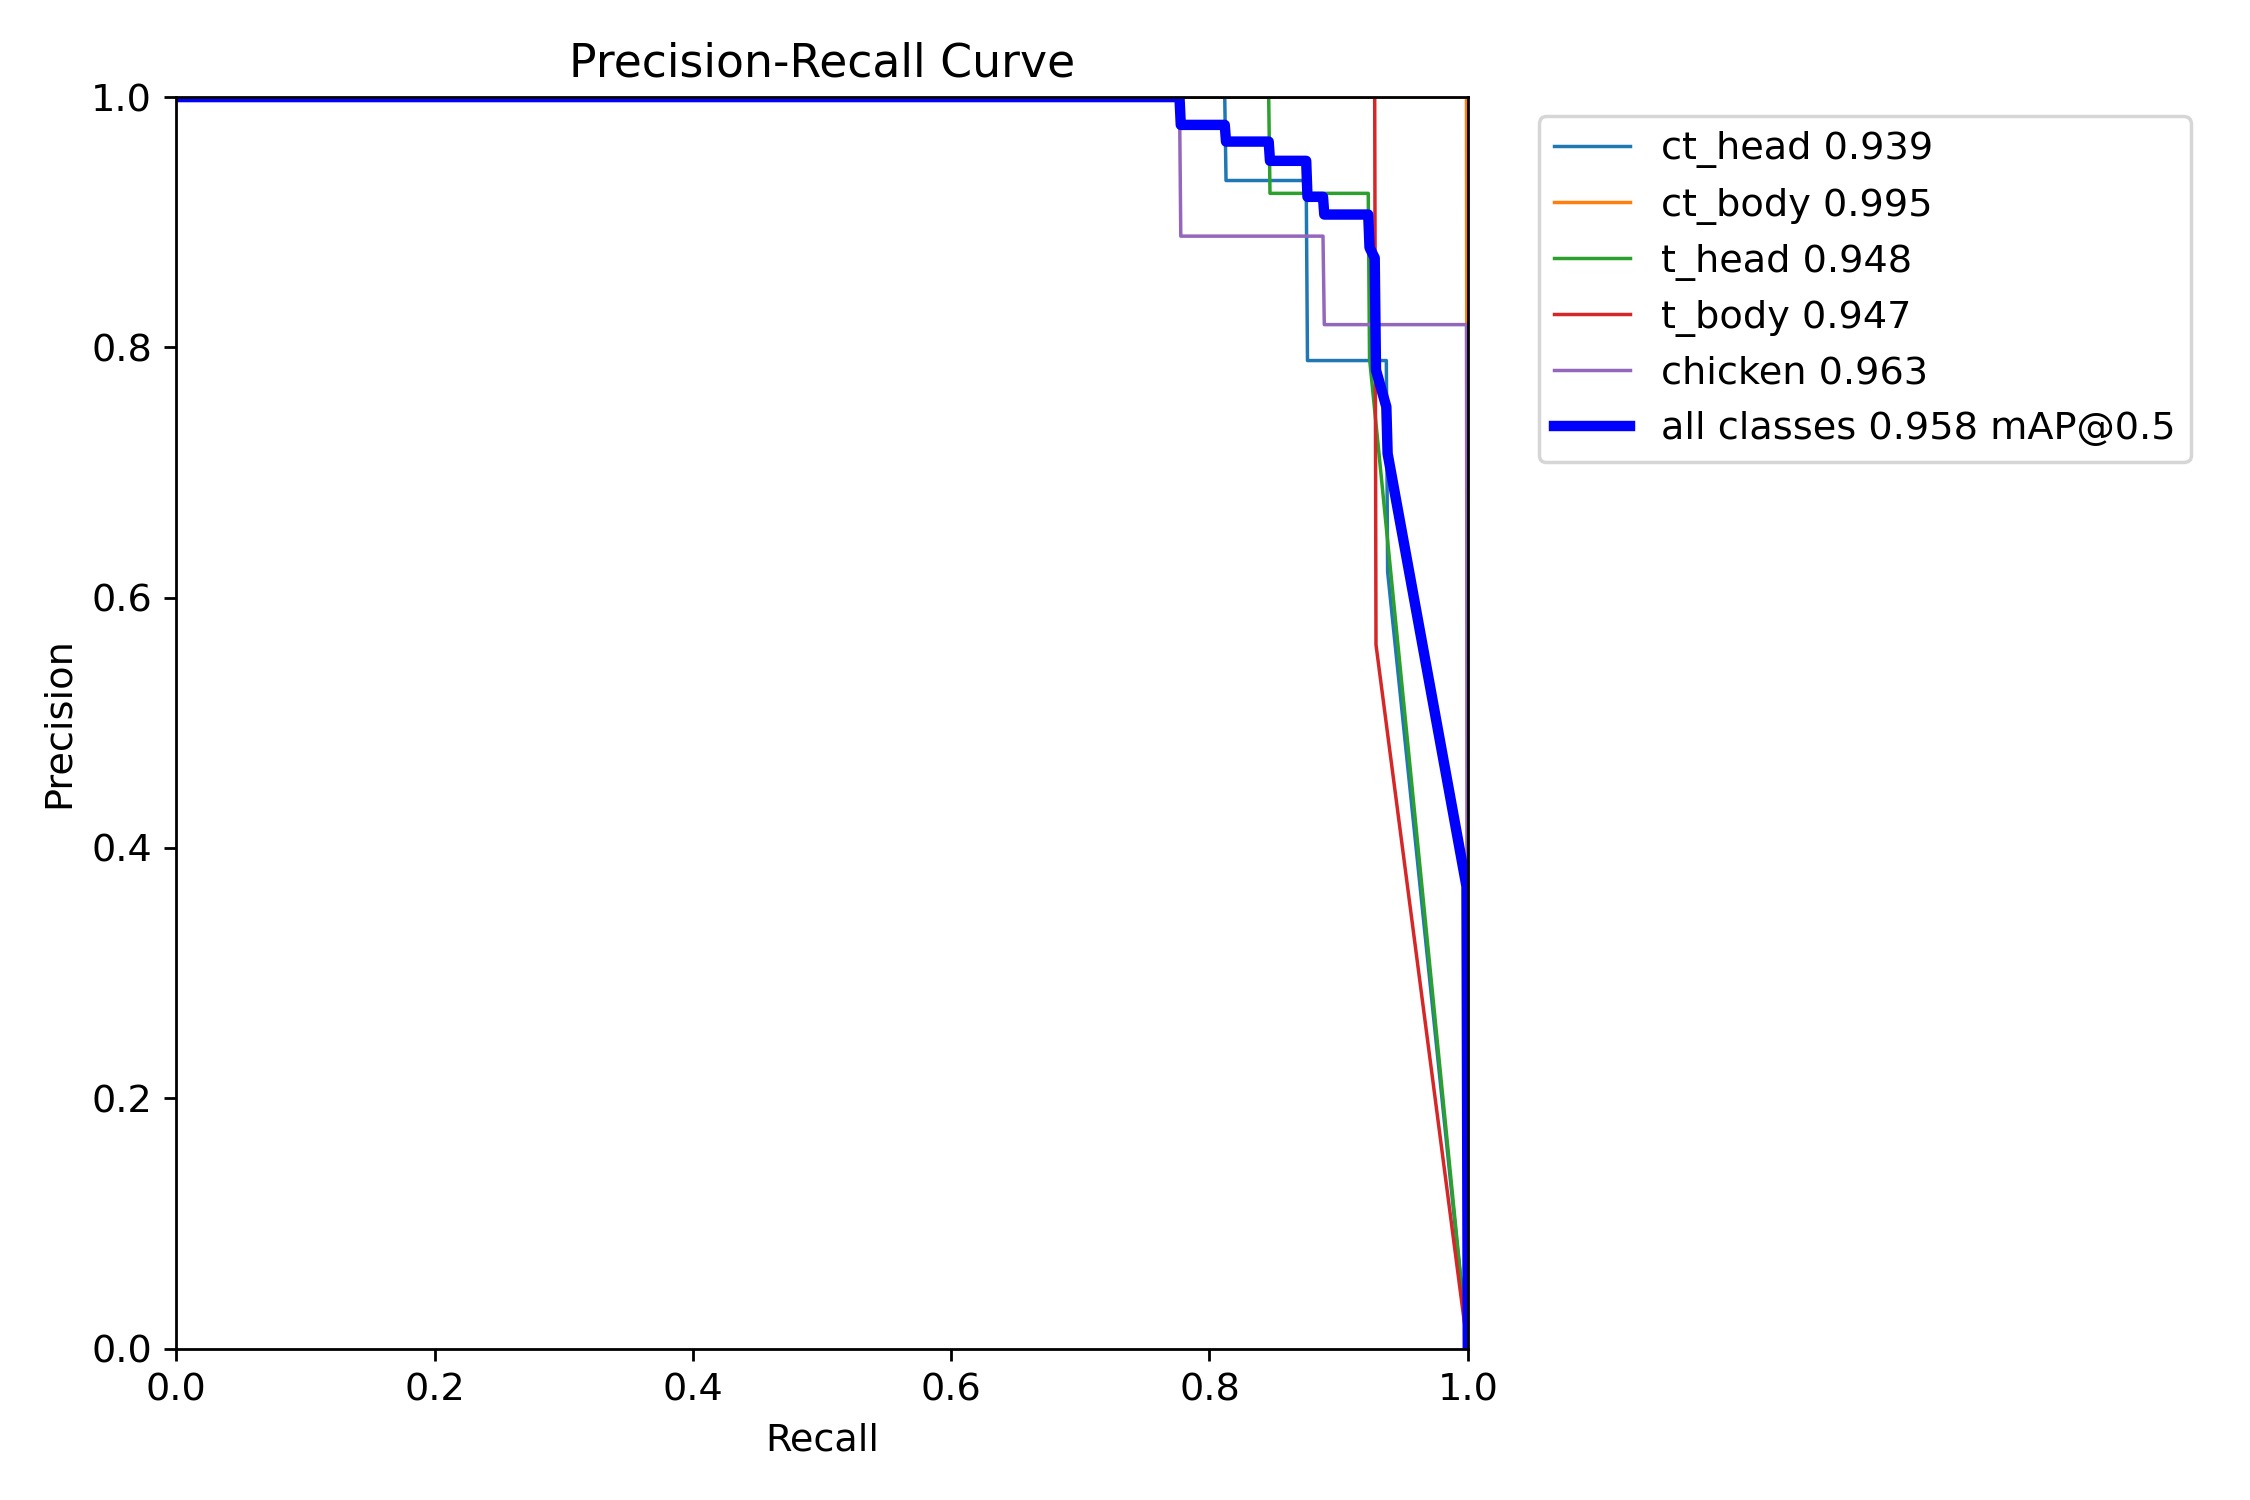 Precision-Recall Curve
1.0
0.8
0.6
0.4
0.2
0.0
Precision
0.0 0.2 0.4 0.6 0.8 1.0
Recall
ct_head 0.939
ct_body 0.995
t_head 0.948
t_body 0.947
chicken 0.963
all classes 0.958 mAP@0.5